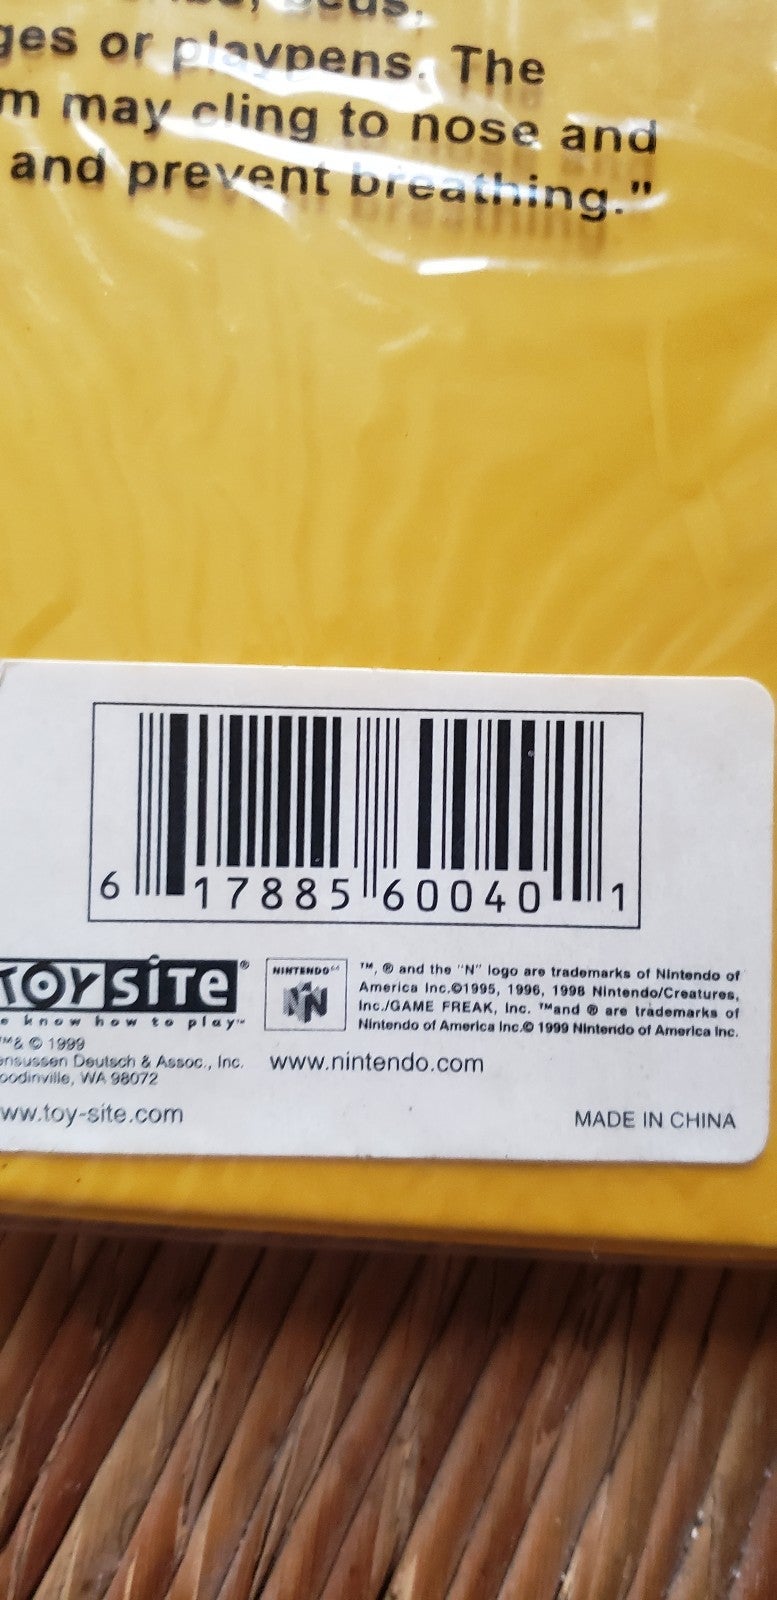 or playpens. The
may cling to nose and
and prevent breathing."
6 17885 60040 1
TOYSiTe®
know how to play™
NINTENDO64
N
™, ® and the "N" logo are trademarks of Nintendo of
America Inc.©1995, 1996, 1998 Nintendo/Creatures,
Inc./GAME FREAK, Inc. ™and ® are trademarks of
Nintendo of America Inc.© 1999 Nintendo of America Inc.
™& © 1999
Deutsch & Assoc., Inc.
WA 98072
www.nintendo.com
ww.toy-site.com
MADE IN CHINA